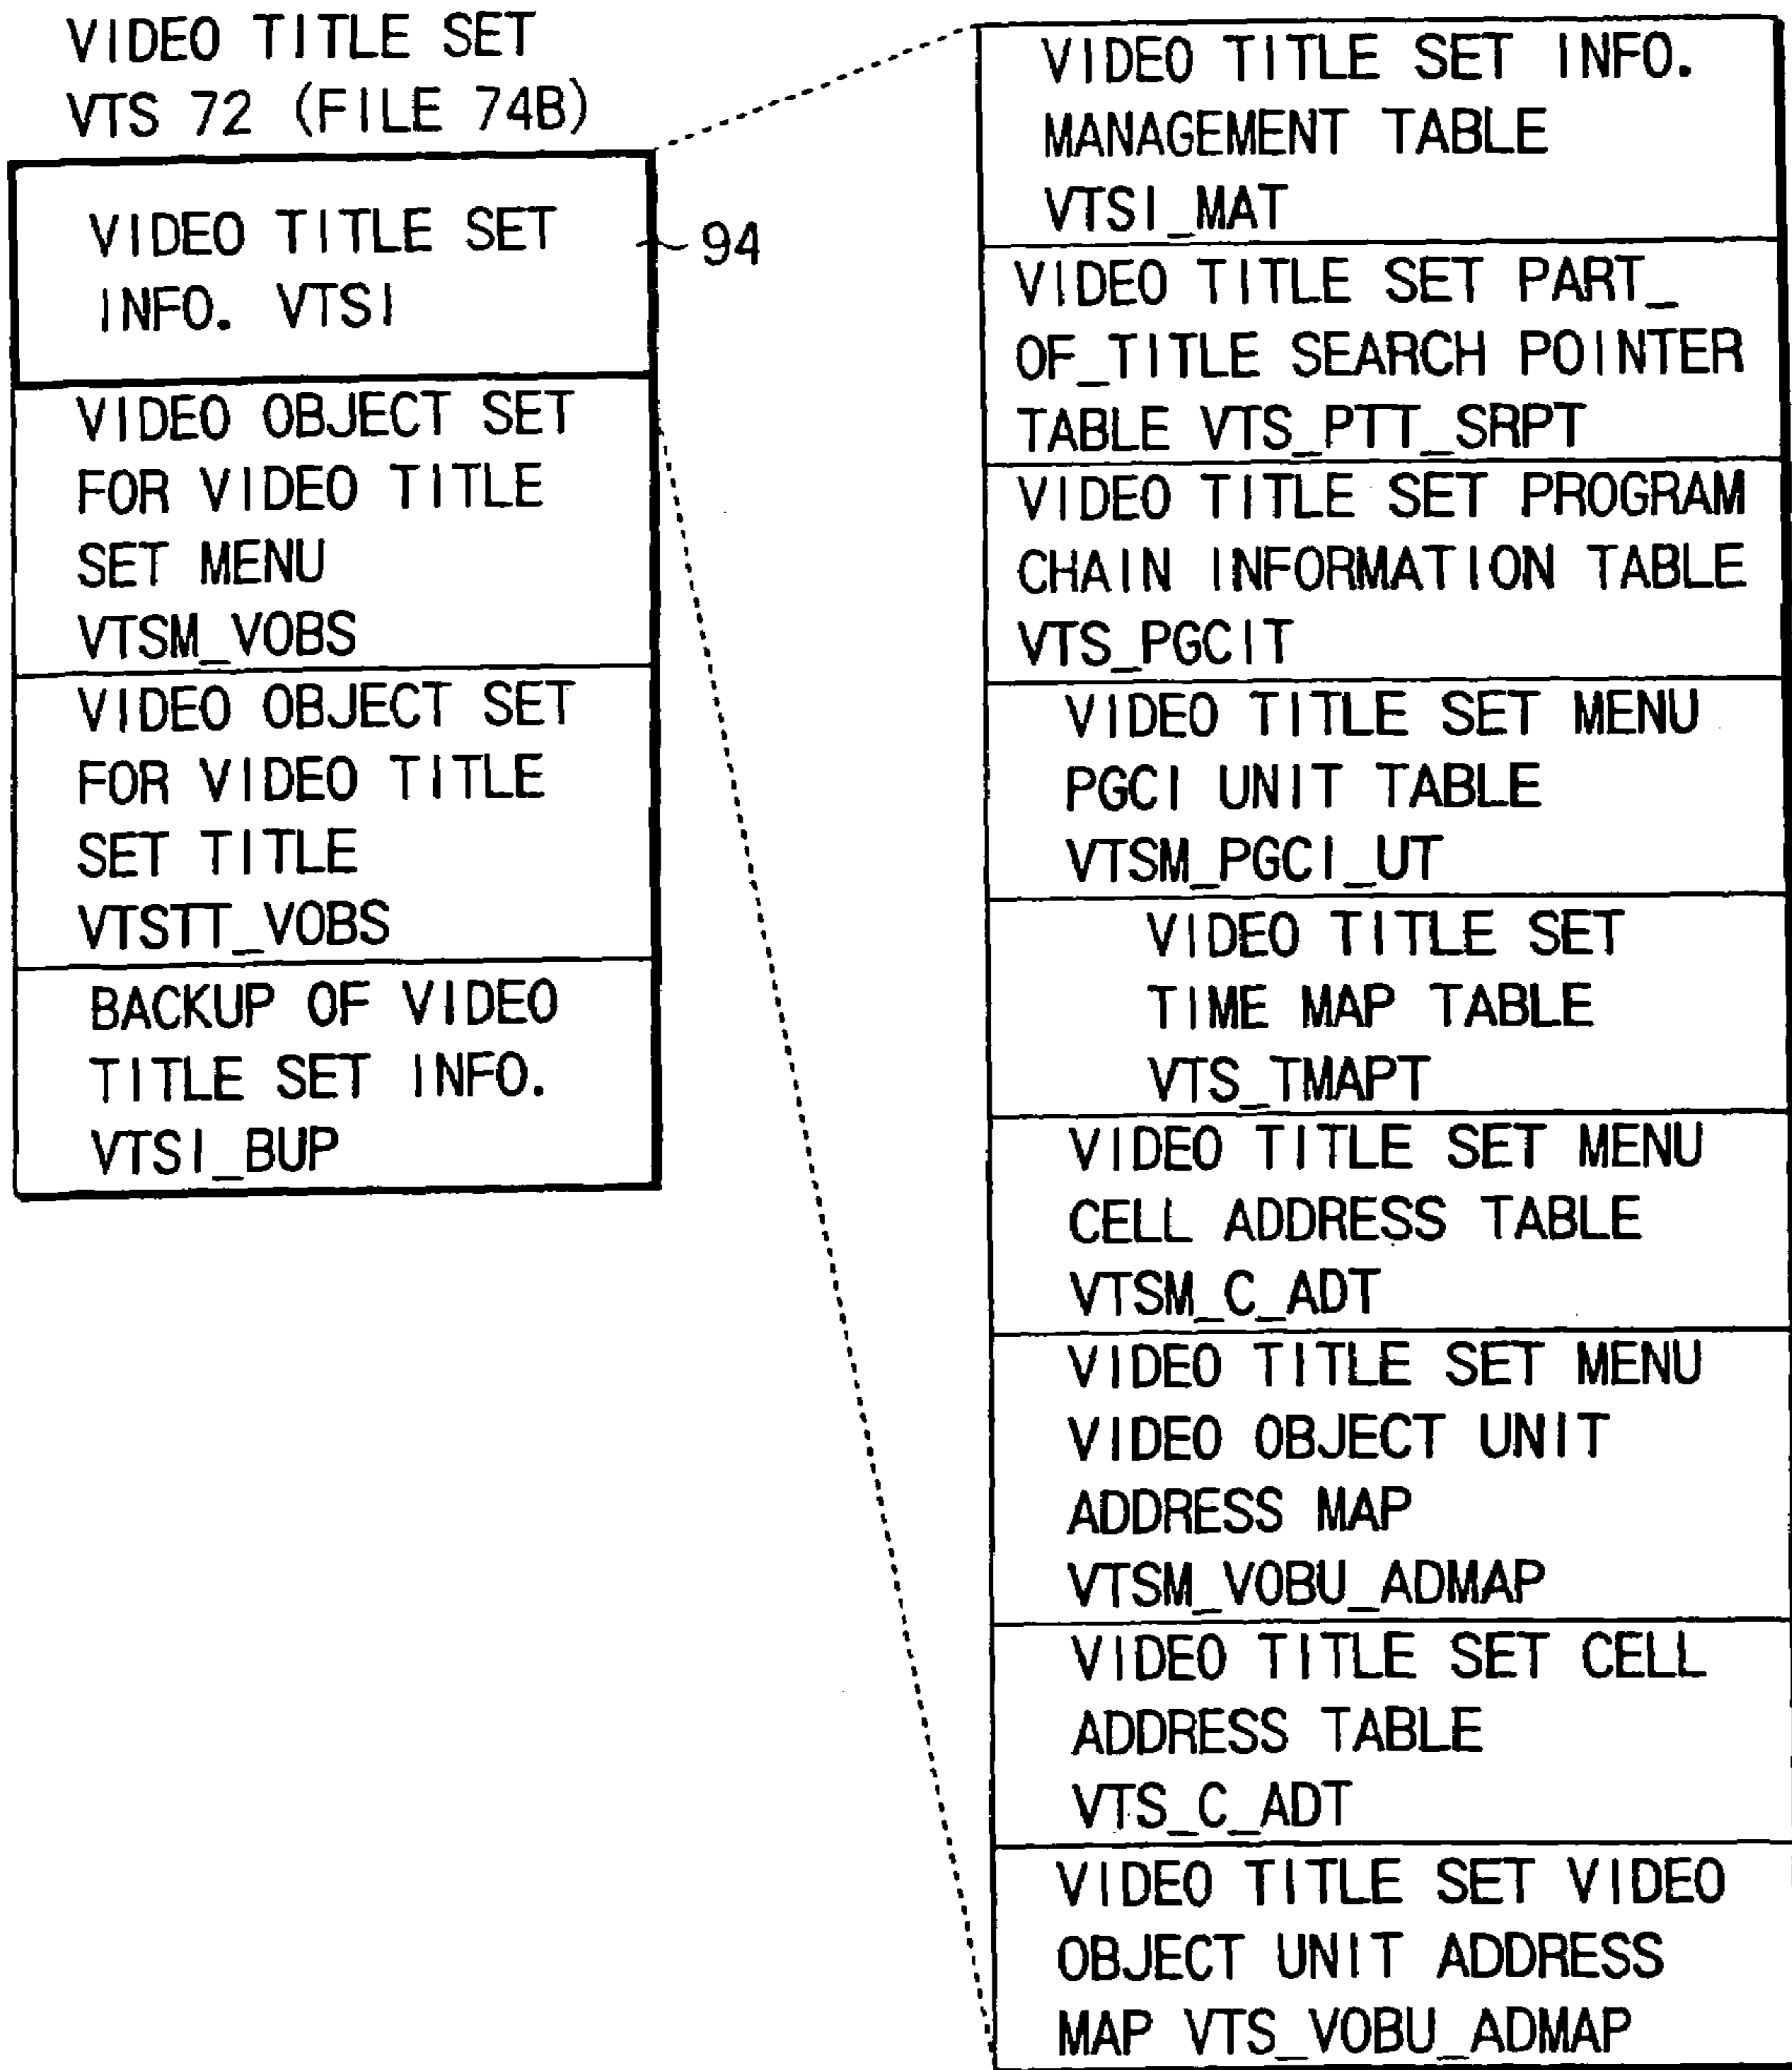 VIDEO TITLE SET
VTS 72 (FILE 74B)
VIDEO TITLE SET
INFO. VTSI
94
VIDEO OBJECT SET
FOR VIDEO TITLE
SET MENU
VTSM_VOBS
VIDEO OBJECT SET
FOR VIDEO TITLE
SET TITLE
VTSTT_VOBS
BACKUP OF VIDEO
TITLE SET INFO.
VTSI_BUP
VIDEO TITLE SET INFO.
MANAGEMENT TABLE
VTSI_MAT
VIDEO TITLE SET PART_
OF_TITLE SEARCH POINTER
TABLE VTS_PTT_SRPT
VIDEO TITLE SET PROGRAM
CHAIN INFORMATION TABLE
VTS_PGCIT
VIDEO TITLE SET MENU
PGCI UNIT TABLE
VTSM_PGCI_UT
VIDEO TITLE SET
TIME MAP TABLE
VTS_TMAPT
VIDEO TITLE SET MENU
CELL ADDRESS TABLE
VTSM_C_ADT
VIDEO TITLE SET MENU
VIDEO OBJECT UNIT
ADDRESS MAP
VTSM_VOBU_ADMAP
VIDEO TITLE SET CELL
ADDRESS TABLE
VTS_C_ADT
VIDEO TITLE SET VIDEO
OBJECT UNIT ADDRESS
MAP VTS_VOBU_ADMAP